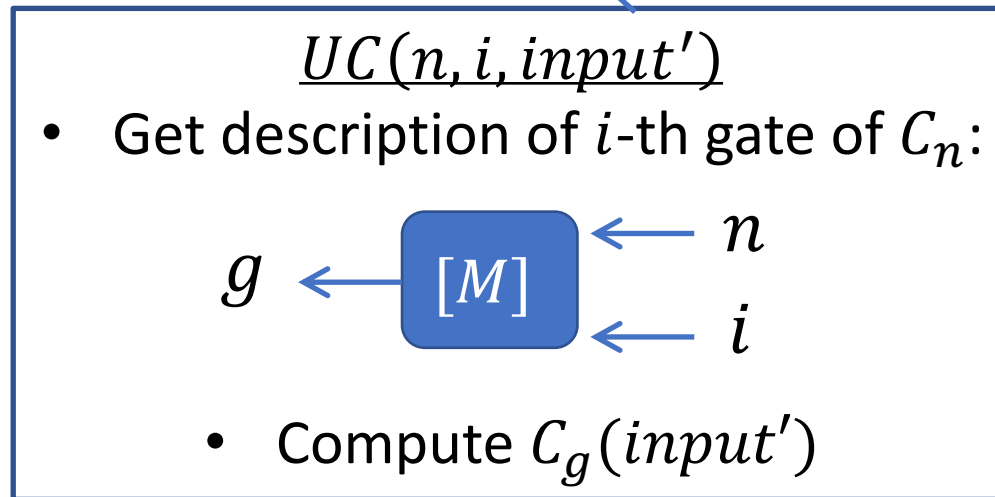 UC(n, i, input′)
• Get description of i-th gate of Cₙ:
n
g [M]
i
• Compute C_g(input′)